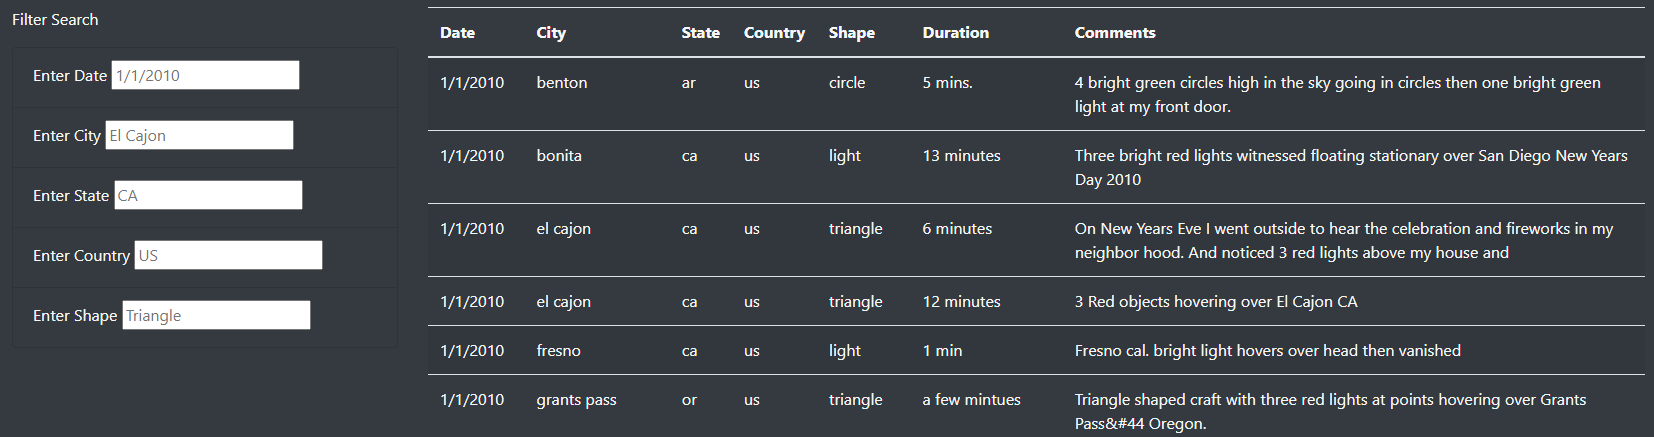 Filter Search
Enter Date 1/1/2010
Enter City El Cajon
Enter State CA
Enter Country US
Enter Shape Triangle
Date City State Country Shape Duration Comments
1/1/2010 benton ar us circle 5 mins. 4 bright green circles high in the sky going in circles then one bright green
light at my front door.
1/1/2010 bonita ca us light 13 minutes Three bright red lights witnessed floating stationary over San Diego New Years
Day 2010
1/1/2010 el cajon ca us triangle 6 minutes On New Years Eve I went outside to hear the celebration and fireworks in my
neighbor hood. And noticed 3 red lights above my house and
1/1/2010 el cajon ca us triangle 12 minutes 3 Red objects hovering over El Cajon CA
1/1/2010 fresno ca us light 1 min Fresno cal. bright light hovers over head then vanished
1/1/2010 grants pass or us triangle a few mintues Triangle shaped craft with three red lights at points hovering over Grants
Pass&#44 Oregon.